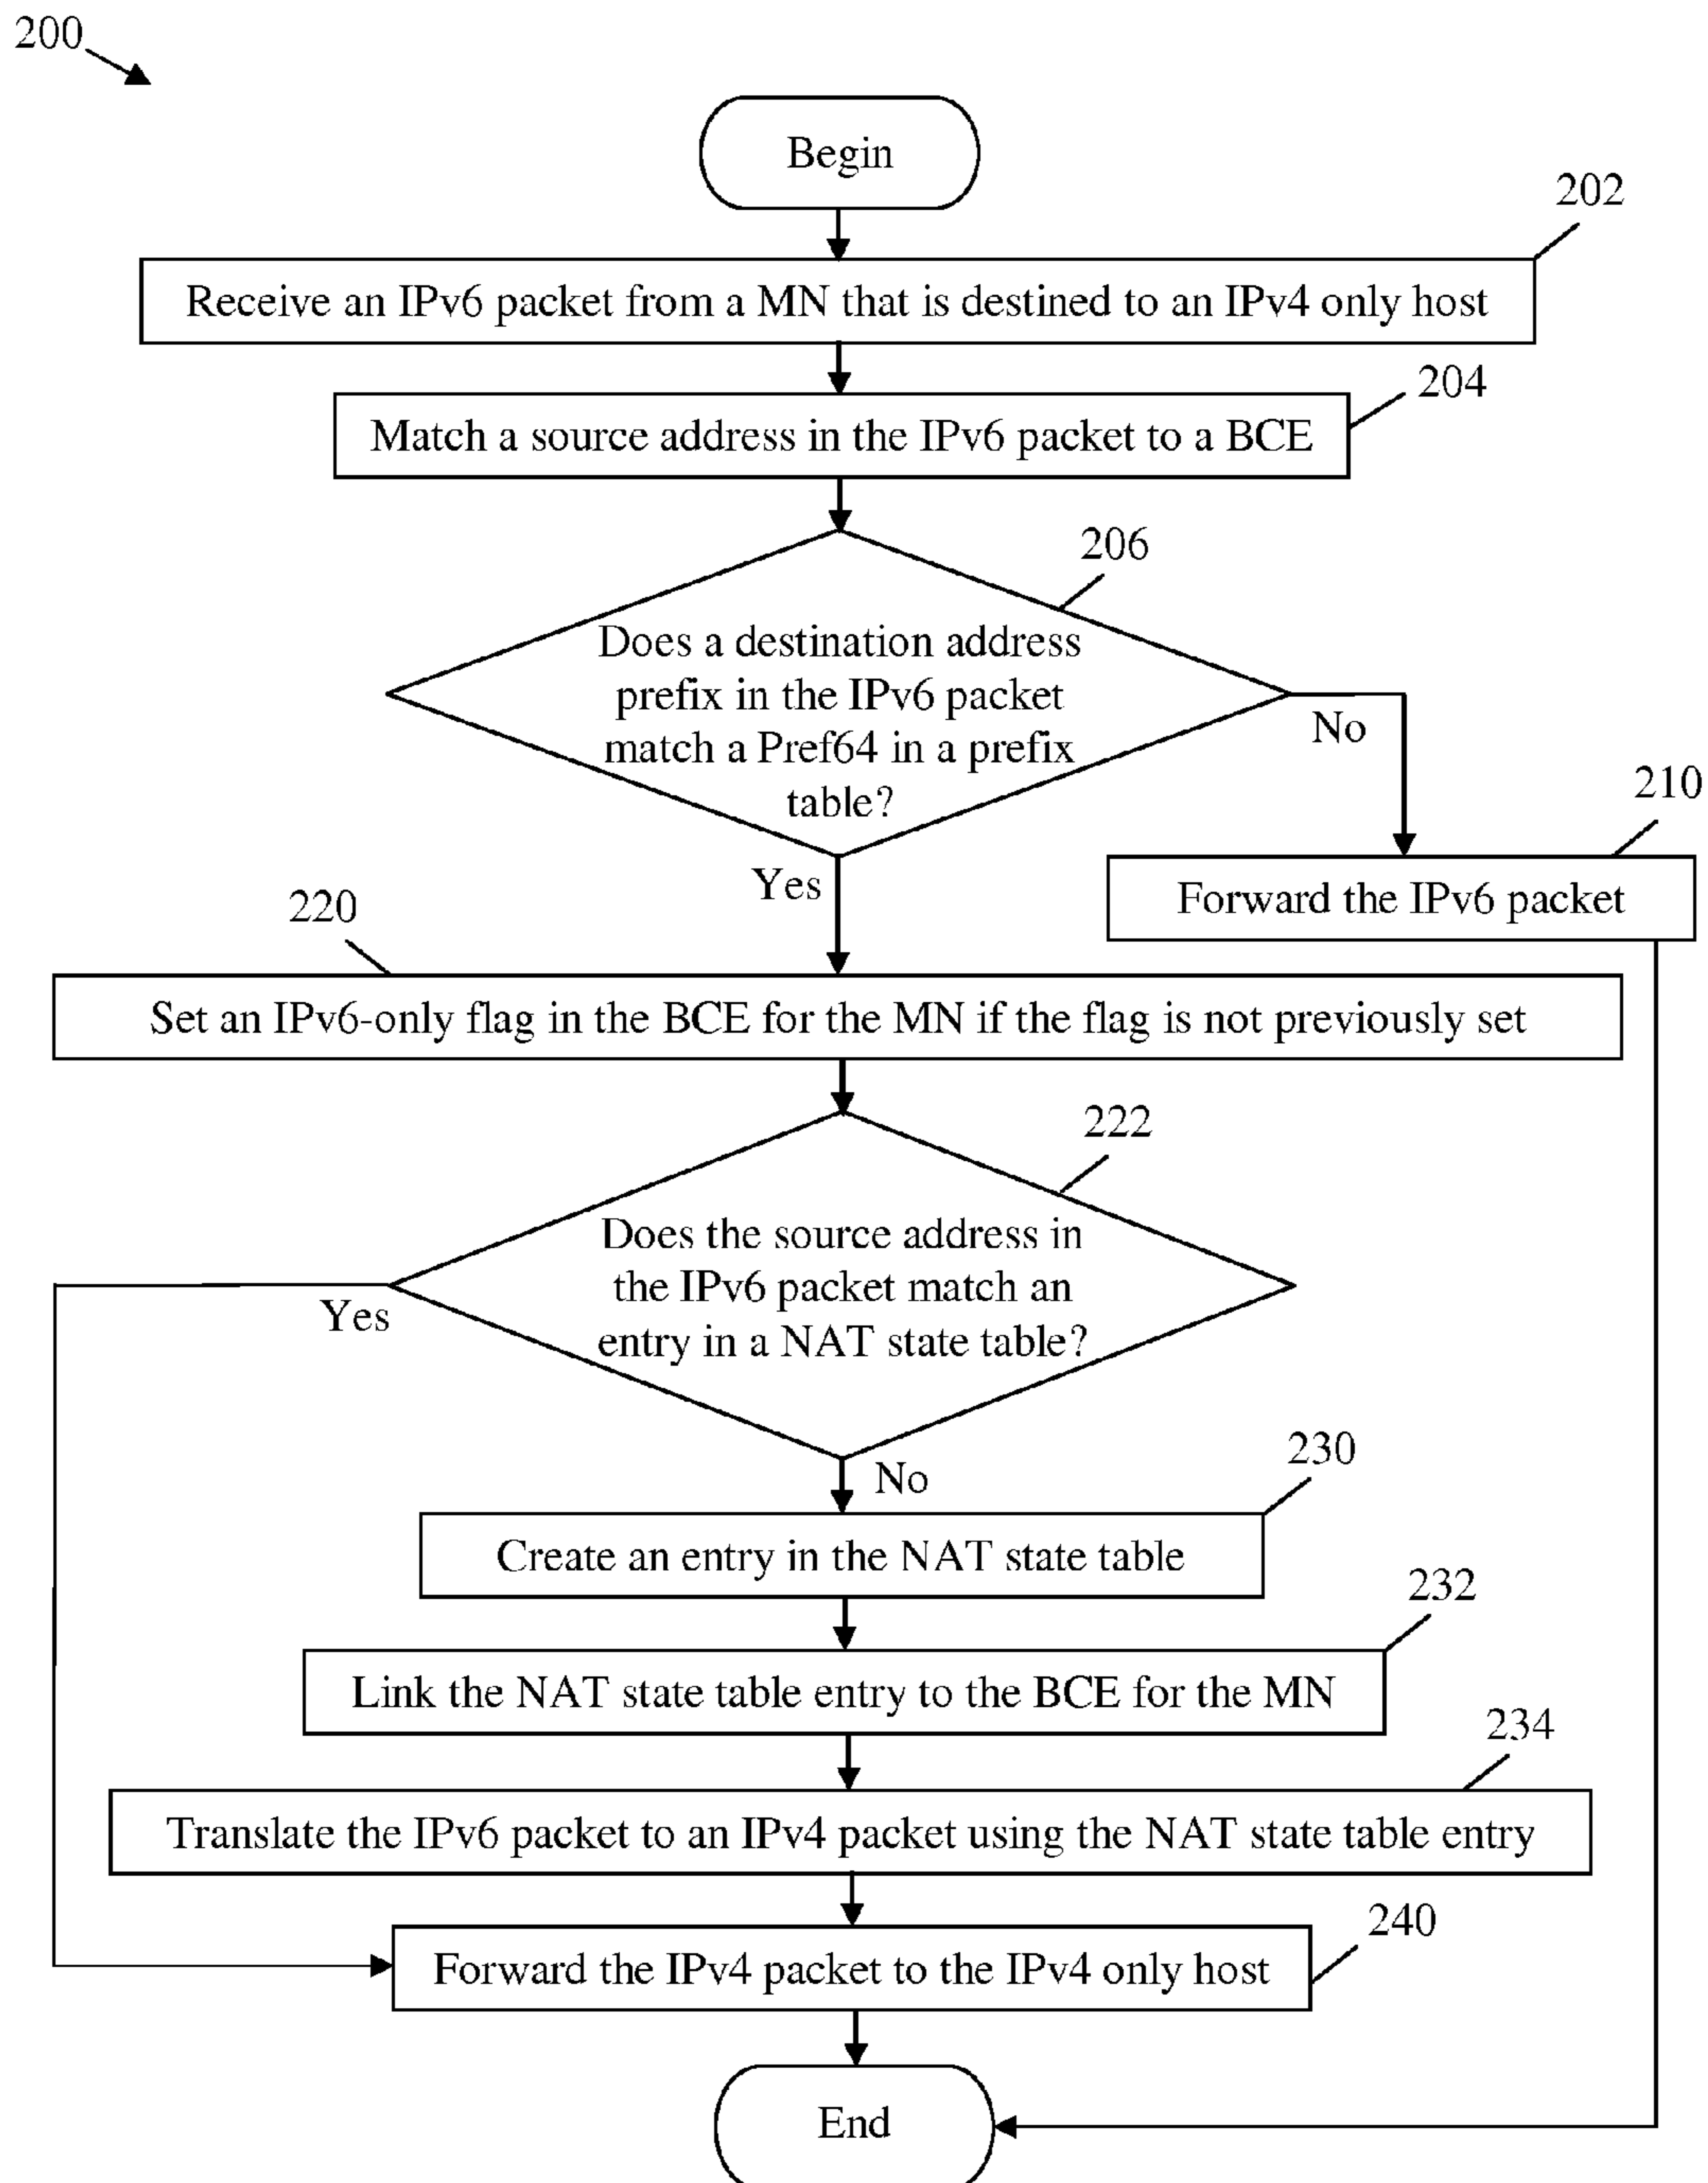 200
Begin
202
Receive an IPv6 packet from a MN that is destined to an IPv4 only host
204
Match a source address in the IPv6 packet to a BCE
206
Does a destination address
prefix in the IPv6 packet
match a Pref64 in a prefix
table?
No
210
Forward the IPv6 packet
Yes
220
Set an IPv6-only flag in the BCE for the MN if the flag is not previously set
222
Does the source address in
the IPv6 packet match an
entry in a NAT state table?
Yes
No
230
Create an entry in the NAT state table
232
Link the NAT state table entry to the BCE for the MN
234
Translate the IPv6 packet to an IPv4 packet using the NAT state table entry
240
Forward the IPv4 packet to the IPv4 only host
End